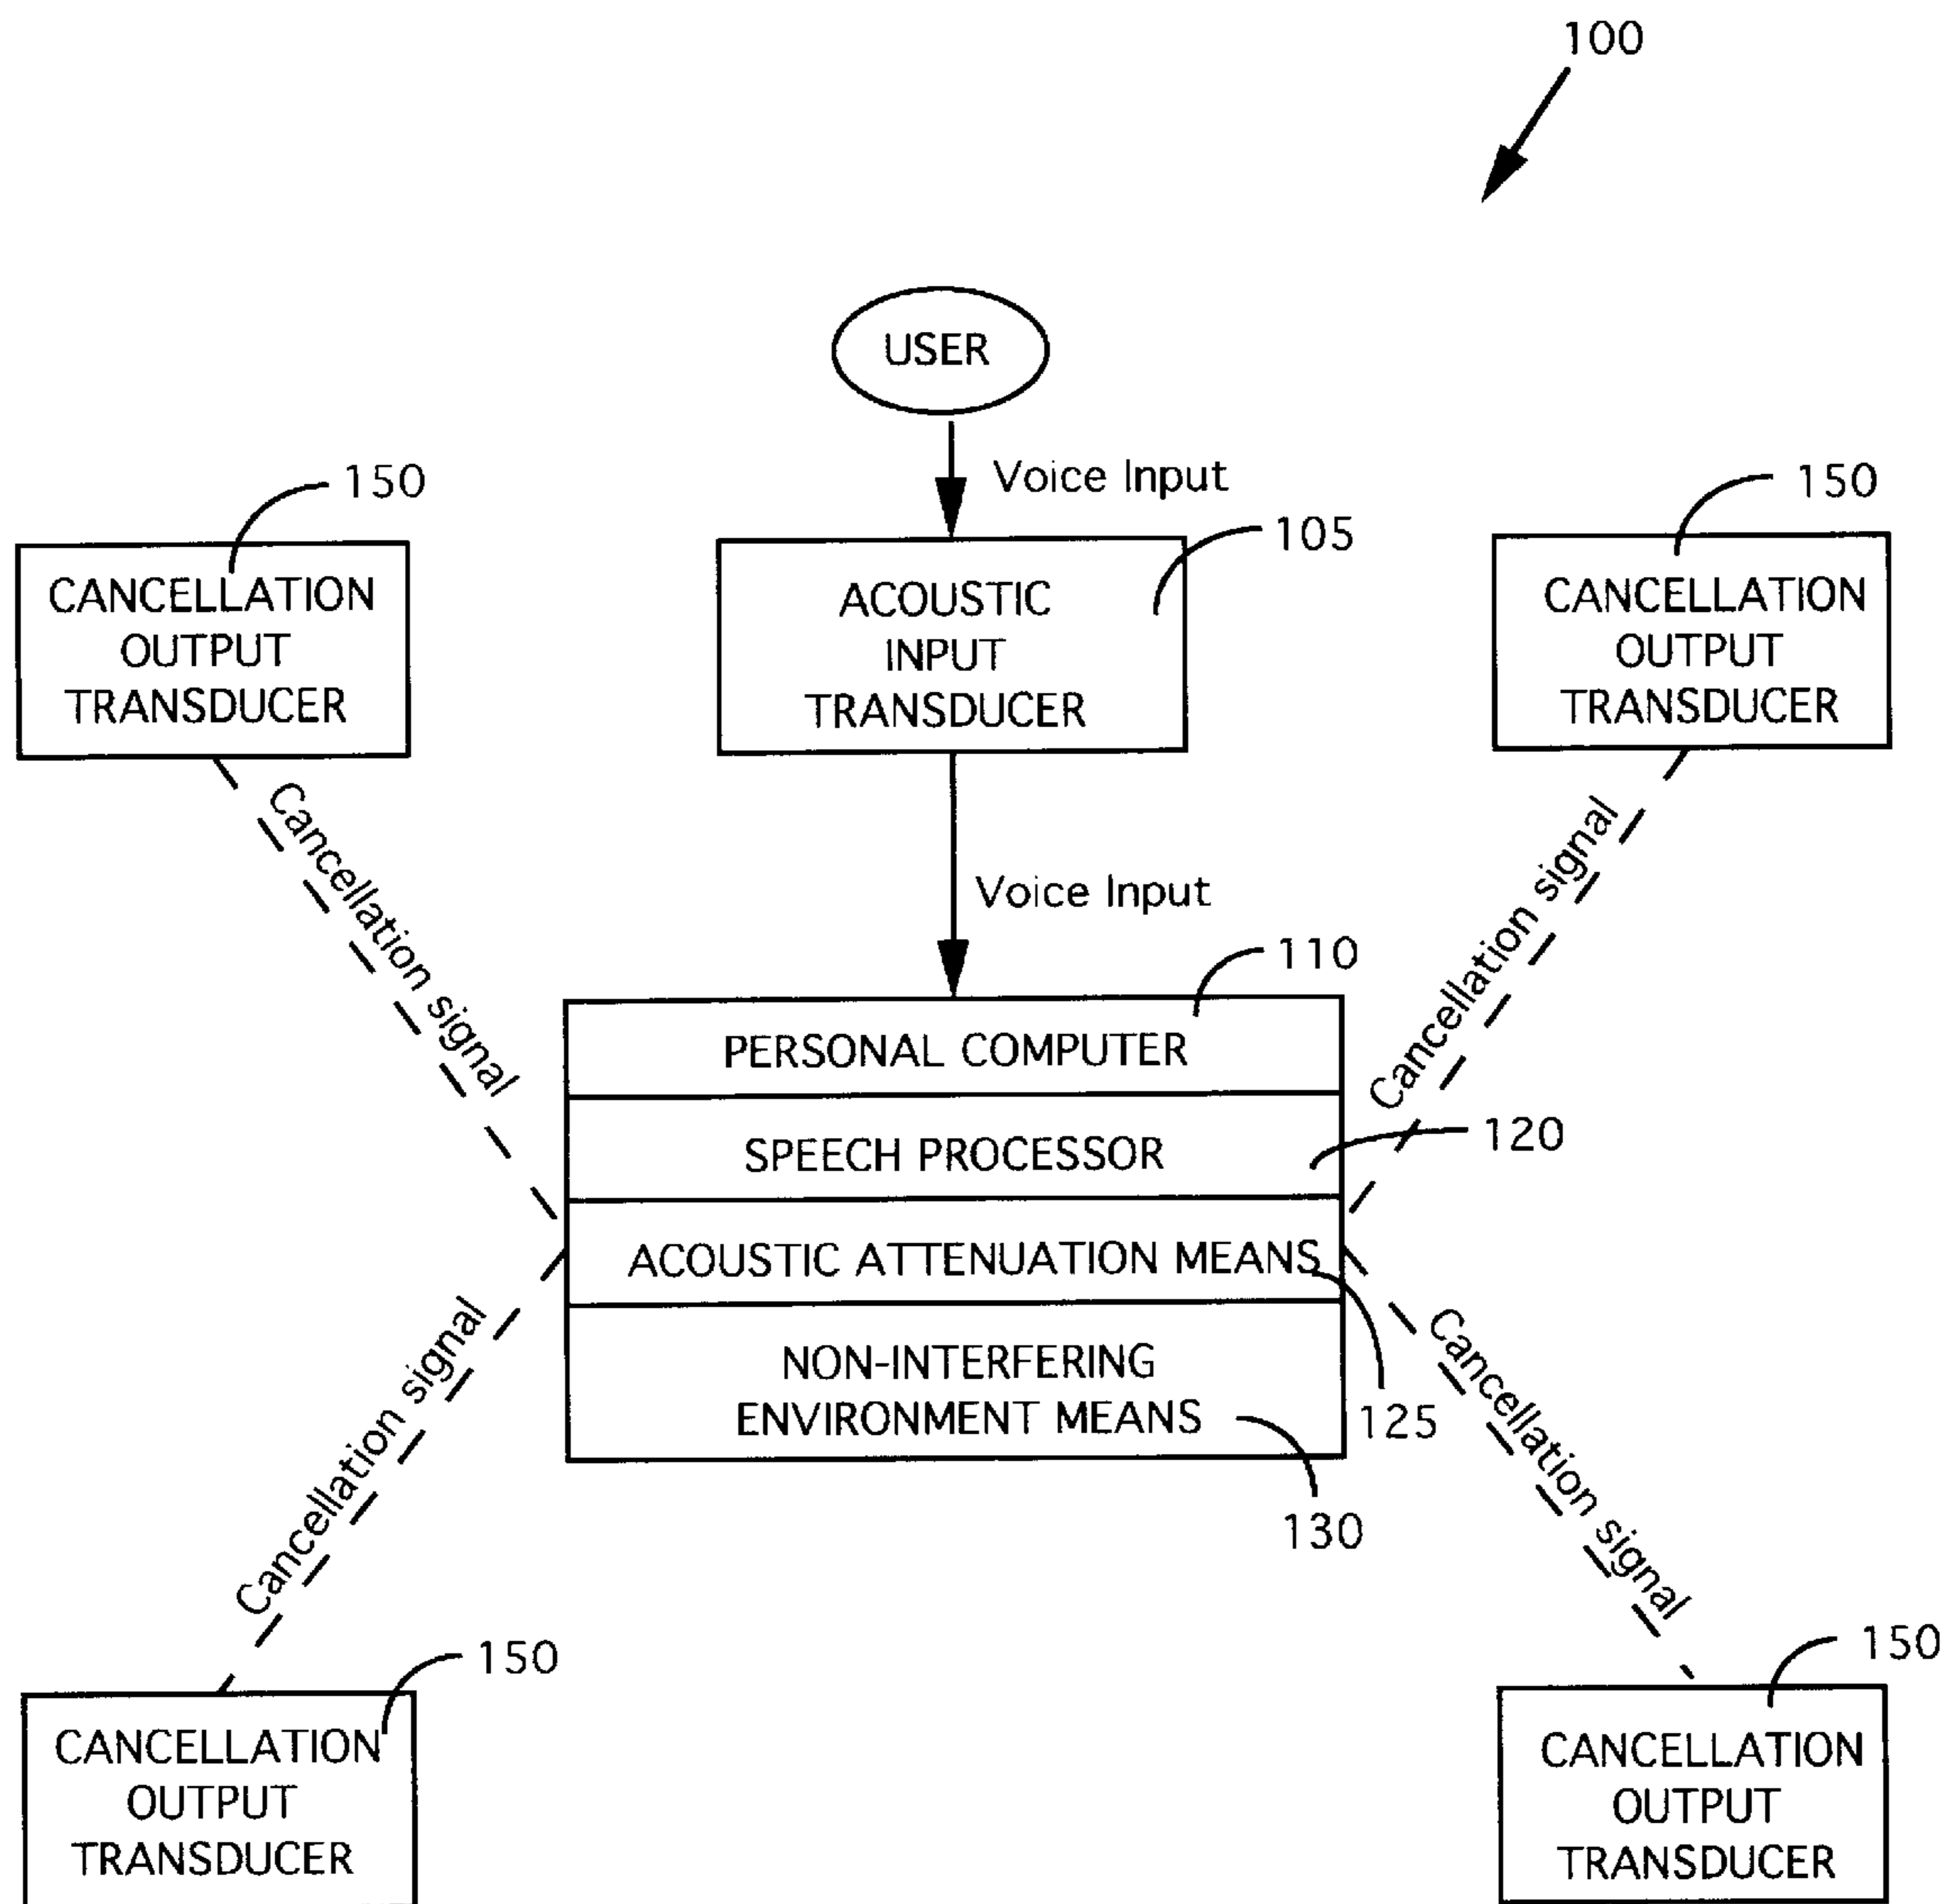 100
USER
Voice Input
150
150
105
CANCELLATION
OUTPUT
TRANSDUCER
ACOUSTIC
INPUT
TRANSDUCER
CANCELLATION
OUTPUT
TRANSDUCER
Cancellation signal
Cancellation signal
Voice Input
110
PERSONAL COMPUTER
SPEECH PROCESSOR
120
ACOUSTIC ATTENUATION MEANS
NON-INTERFERING
ENVIRONMENT MEANS
125
130
Cancellation signal
Cancellation signal
150
150
CANCELLATION
OUTPUT
TRANSDUCER
CANCELLATION
OUTPUT
TRANSDUCER